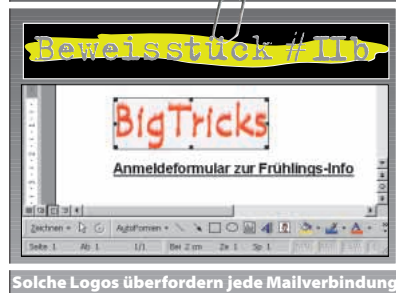 Beweisstück # IIb
BigTricks
Anmeldeformular zur Frühlings-Info
Zeichnen AutoFormen
Seite 1 Ab 1 1/1 Bei 2 cm Ze 1 Sp 1
Solche Logos überfordern jede Mailverbindung